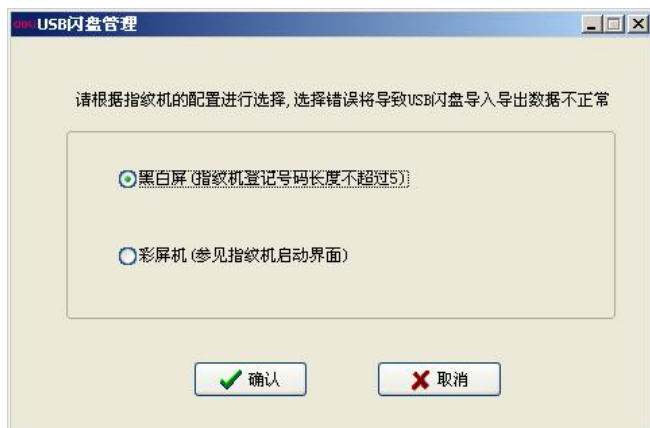 deli USB闪盘管理
请根据指纹机的配置进行选择,选择错误将导致USB闪盘导入导出数据不正常
黑白屏(指纹机登记号码长度不超过5)
彩屏机(参见指纹机启动界面)
确认
取消